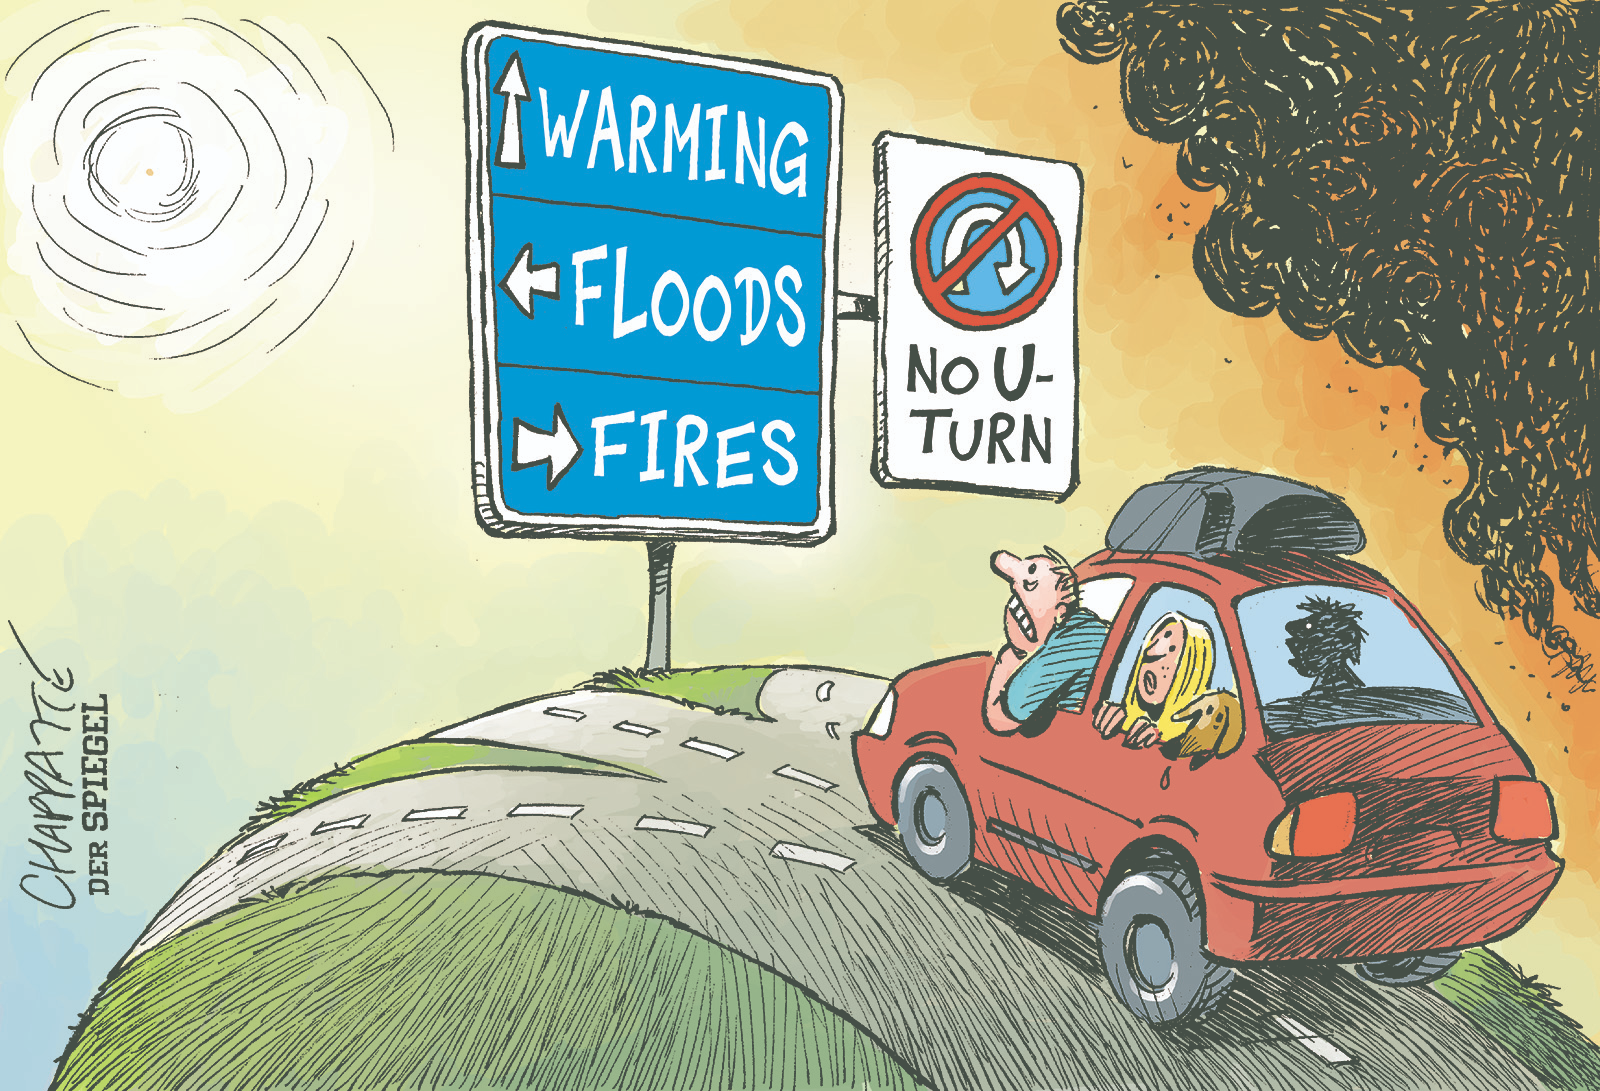 WARMING
FLOODS
FIRES
NO U-
TURN
CHAPPATTE
DER SPIEGEL